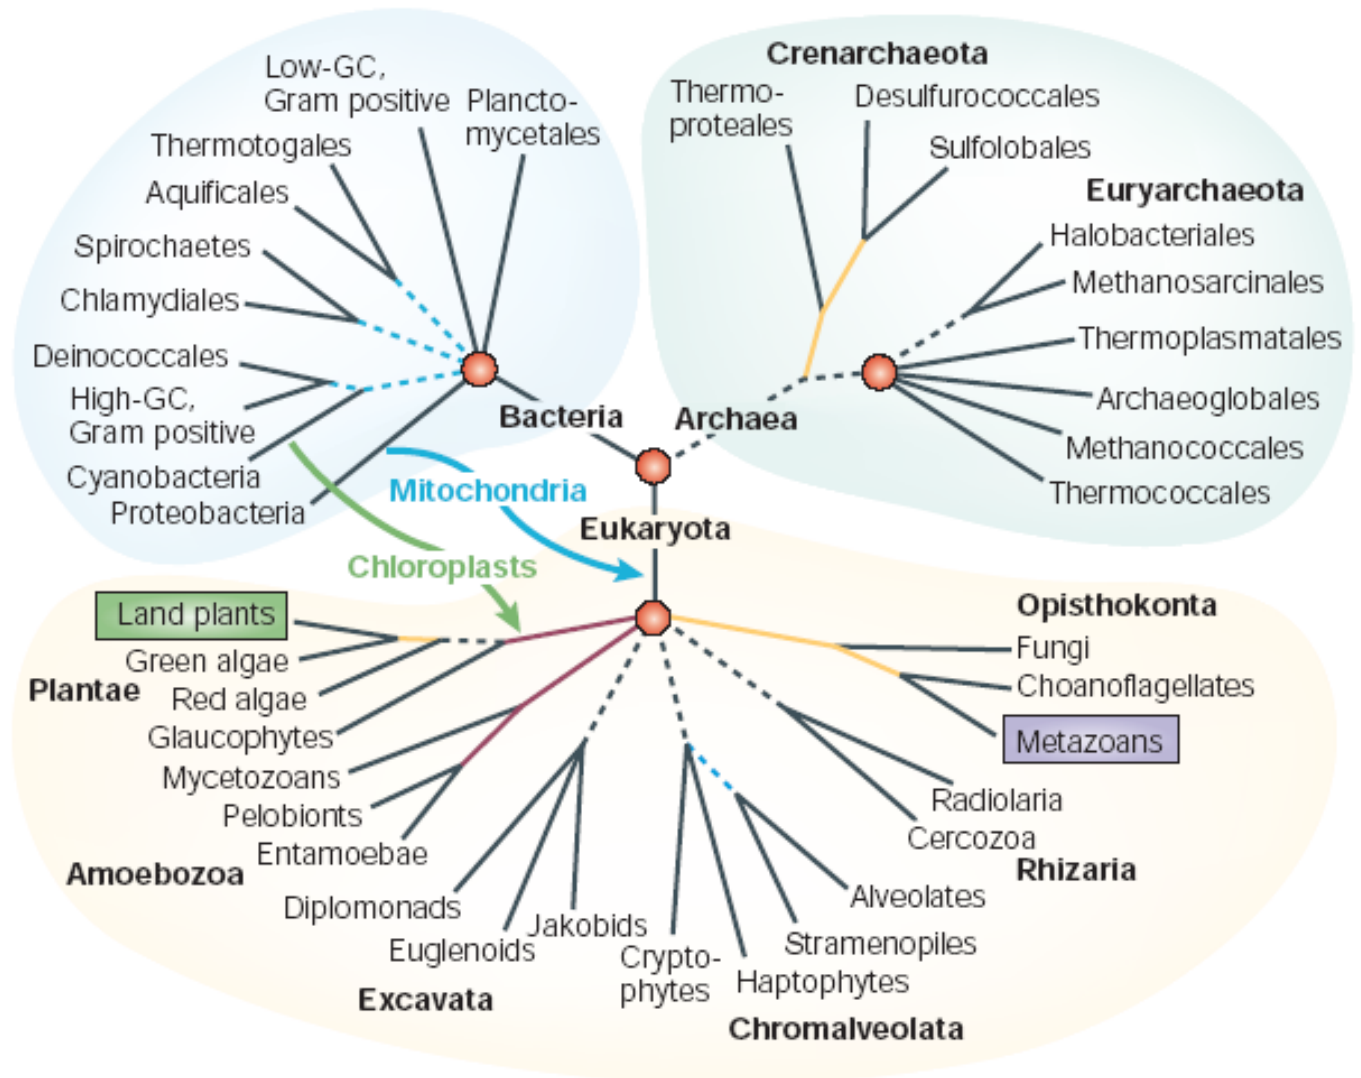 Low-GC,
Gram positive
Plancto-
mycetales
Thermotogales
Aquificales
Spirochaetes
Chlamydiales
Deinococcales
High-GC,
Gram positive
Cyanobacteria
Proteobacteria
Bacteria
Crenarchaeota
Thermo-
proteales
Desulfurococcales
Sulfolobales
Euryarchaeota
Halobacteriales
Methanosarcinales
Thermoplasmatales
Archaeoglobales
Methanococcales
Thermococcales
Archaea
Mitochondria
Chloroplasts
Eukaryota
Land plants
Green algae
Plantae
Red algae
Glaucophytes
Mycetozoans
Pelobionts
Entamoebae
Amoebozoa
Diplomonads
Euglenoids
Jakobids
Excavata
Crypto-
phytes
Haptophytes
Stramenopiles
Alveolates
Chromalveolata
Radiolaria
Cercozoa
Rhizaria
Opisthokonta
Fungi
Choanoflagellates
Metazoans